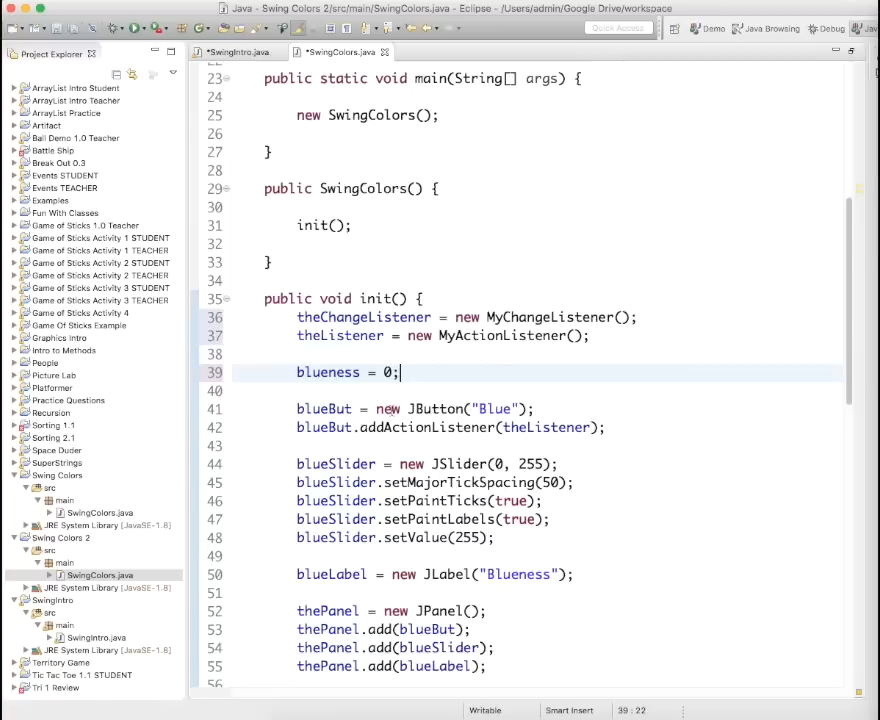 Java - Swing Colors 2/src/main/SwingColors.java - Eclipse - /Users/admin/Google Drive/workspace
Quick Access
Demo
Java Browsing
Debug
Jav
Project Explorer
*SwingIntro.java
*SwingColors.java
ArrayList Intro Student
ArrayList Intro Teacher
ArrayList Practice
Artifact
Ball Demo 1.0 Teacher
Battle Ship
Break Out 0.3
Events STUDENT
Events TEACHER
Examples
Fun With Classes
Game of Sticks 1.0 Teacher
Game of Sticks Activity 1 STUDENT
Game of Sticks Activity 1 TEACHER
Game of Sticks Activity 2 STUDENT
Game of Sticks Activity 2 TEACHER
Game of Sticks Activity 3 STUDENT
Game of Sticks Activity 3 TEACHER
Game of Sticks Activity 4
Game Of Sticks Example
Graphics Intro
Intro to Methods
People
Picture Lab
Platformer
Practice Questions
Recursion
Sorting 1.1
Sorting 2.1
Space Duder
SuperStrings
Swing Colors
src
main
SwingColors.java
JRE System Library [JavaSE-1.8]
Swing Colors 2
src
main
SwingColors.java
JRE System Library [JavaSE-1.8]
SwingIntro
src
main
SwingIntro.java
JRE System Library [JavaSE-1.8]
Territory Game
Tic Tac Toe 1.1 STUDENT
Tri 1 Review
22
23 public static void main(String[] args) {
24
25 new SwingColors();
26
27 }
28
29 public SwingColors() {
30
31 init();
32
33 }
34
35 public void init() {
36 theChangeListener = new MyChangeListener();
37 theListener = new MyActionListener();
38
39 blueness = 0;
40
41 blueBut = new JButton("Blue");
42 blueBut.addActionListener(theListener);
43
44 blueSlider = new JSlider(0, 255);
45 blueSlider.setMajorTickSpacing(50);
46 blueSlider.setPaintTicks(true);
47 blueSlider.setPaintLabels(true);
48 blueSlider.setValue(255);
49
50 blueLabel = new JLabel("Blueness");
51
52 thePanel = new JPanel();
53 thePanel.add(blueBut);
54 thePanel.add(blueSlider);
55 thePanel.add(blueLabel);
56
Writable
Smart Insert
39 : 22